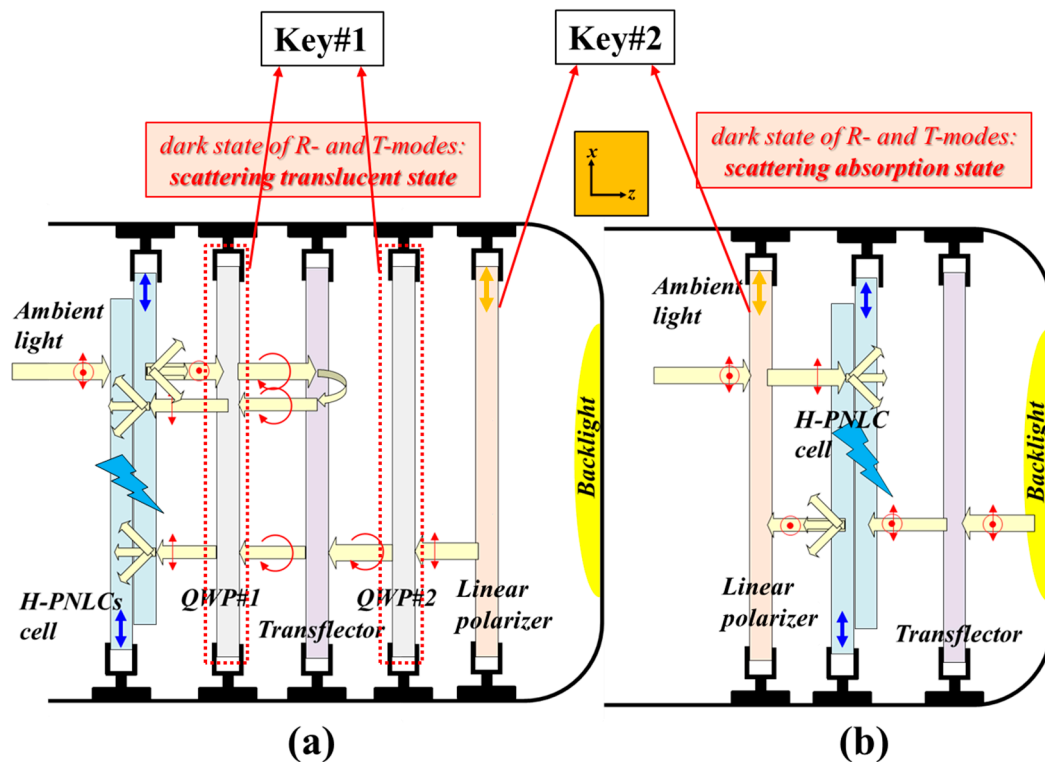 Key#1
Key#2
dark state of R- and T-modes:
scattering translucent state
x
z
dark state of R- and T-modes:
scattering absorption state
Ambient
light
H-PNLCs
cell
QWP#1
Transflector
QWP#2
Linear
polarizer
Backlight
(a)
Ambient
light
H-PNLC
cell
Linear
polarizer
Transflector
Backlight
(b)